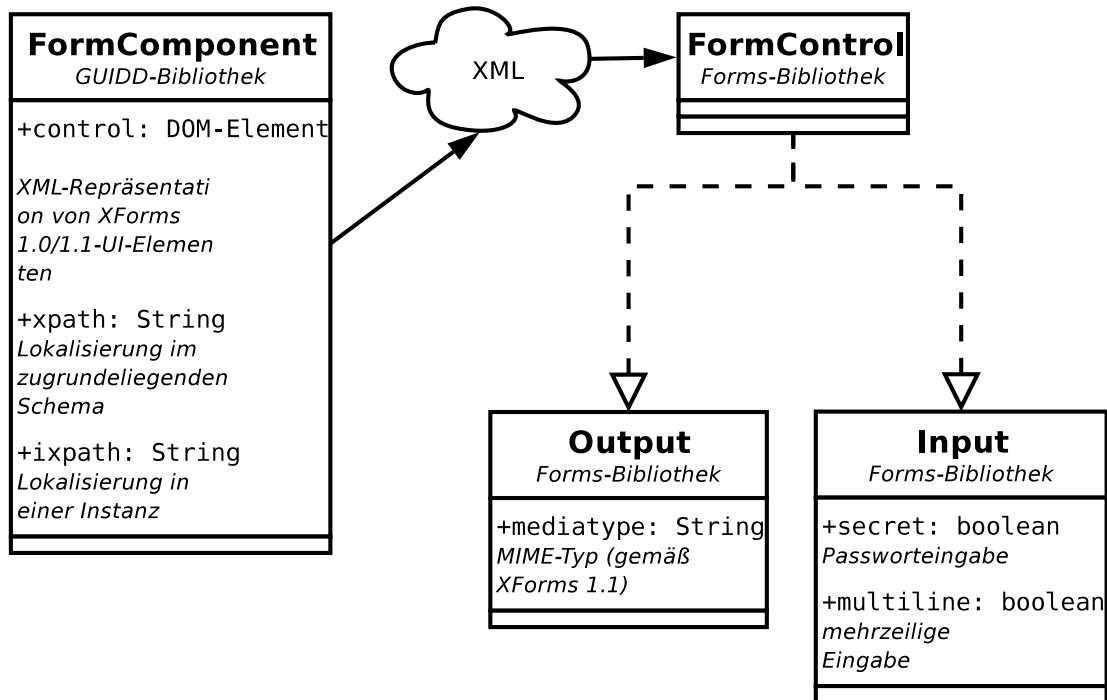 FormComponent
GUIDD-Bibliothek
+control: DOM-Element
XML-Repräsentati
on von XForms
1.0/1.1-UI-Elemen
ten
+xpath: String
Lokalisierung im
zugrundeliegenden
Schema
+ixpath: String
Lokalisierung in
einer Instanz
XML
FormControl
Forms-Bibliothek
Output
Forms-Bibliothek
+mediatype: String
MIME-Typ (gemäß
XForms 1.1)
Input
Forms-Bibliothek
+secret: boolean
Passworteingabe
+multiline: boolean
mehrzeilige
Eingabe